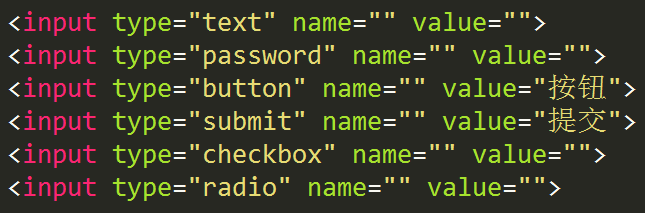 <input type="text" name="" value="">
<input type="password" name="" value="">
<input type="button" name="" value="按钮">
<input type="submit" name="" value="提交">
<input type="checkbox" name="" value="">
<input type="radio" name="" value="">